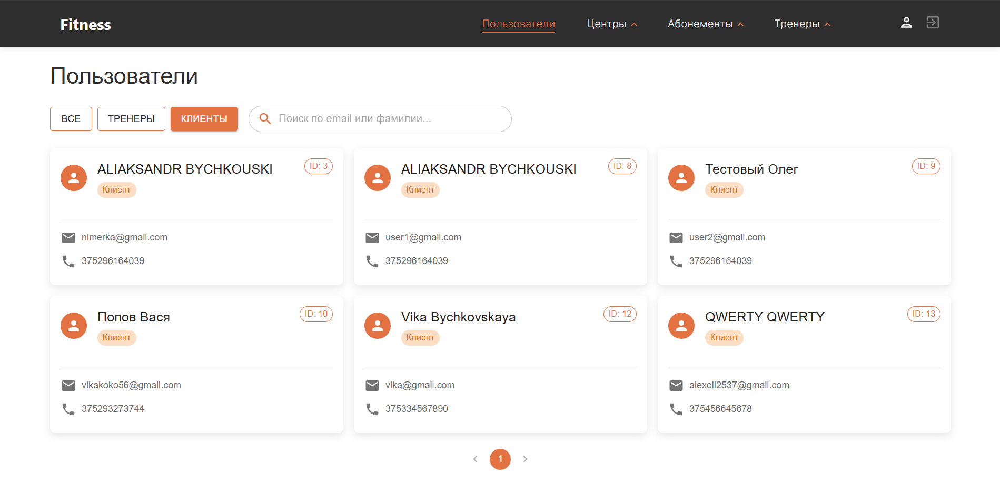 Fitness
Пользователи
Центры
Абонементы
Тренеры
Пользователи
ВСЕ
ТРЕНЕРЫ
КЛИЕНТЫ
Поиск по email или фамилии...
ALIAKSANDR BYCHKOUSKI
ID: 3
Клиент
nimerka@gmail.com
375296164039
ALIAKSANDR BYCHKOUSKI
ID: 8
Клиент
user1@gmail.com
375296164039
Тестовый Олег
ID: 9
Клиент
user2@gmail.com
375296164039
Попов Вася
ID: 10
Клиент
vikakoko56@gmail.com
375293273744
Vika Bychkovskaya
ID: 12
Клиент
vika@gmail.com
375334567890
QWERTY QWERTY
ID: 13
Клиент
alexoli2537@gmail.com
375456645678
1